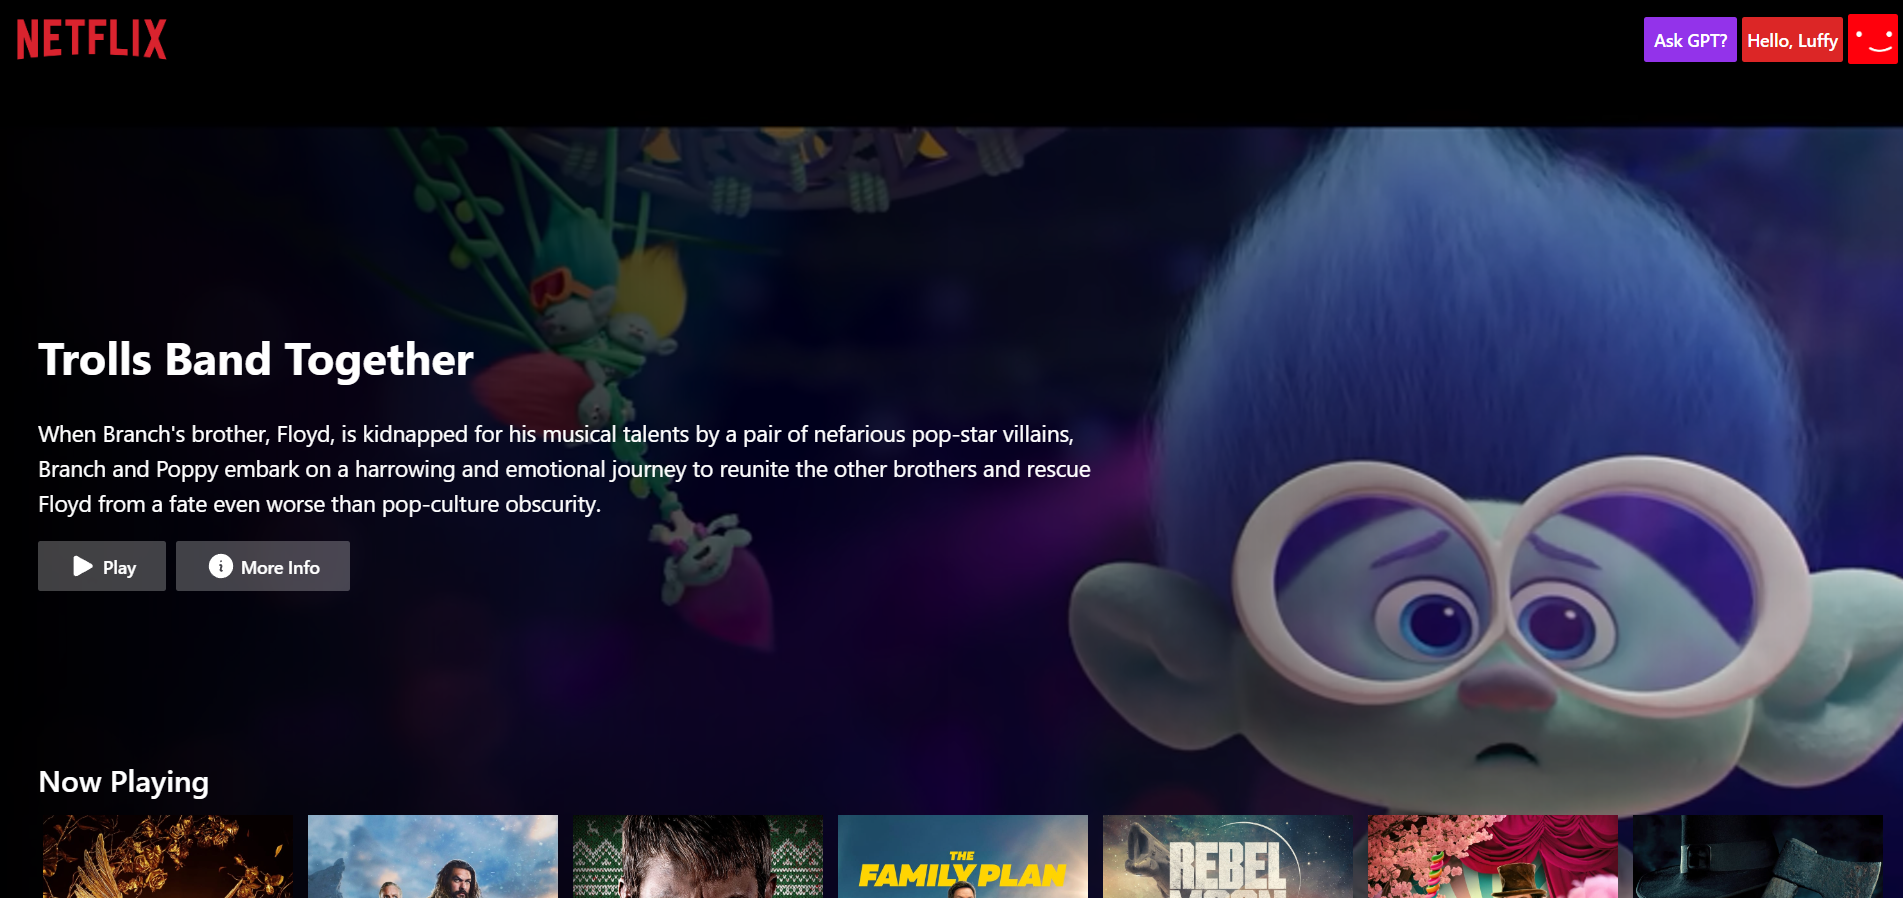 NETFLIX
Ask GPT?
Hello, Luffy
Trolls Band Together
When Branch's brother, Floyd, is kidnapped for his musical talents by a pair of nefarious pop-star villains,
Branch and Poppy embark on a harrowing and emotional journey to reunite the other brothers and rescue
Floyd from a fate even worse than pop-culture obscurity.
Play
More Info
Now Playing
THE
FAMILY PLAN
REBEL
MOON